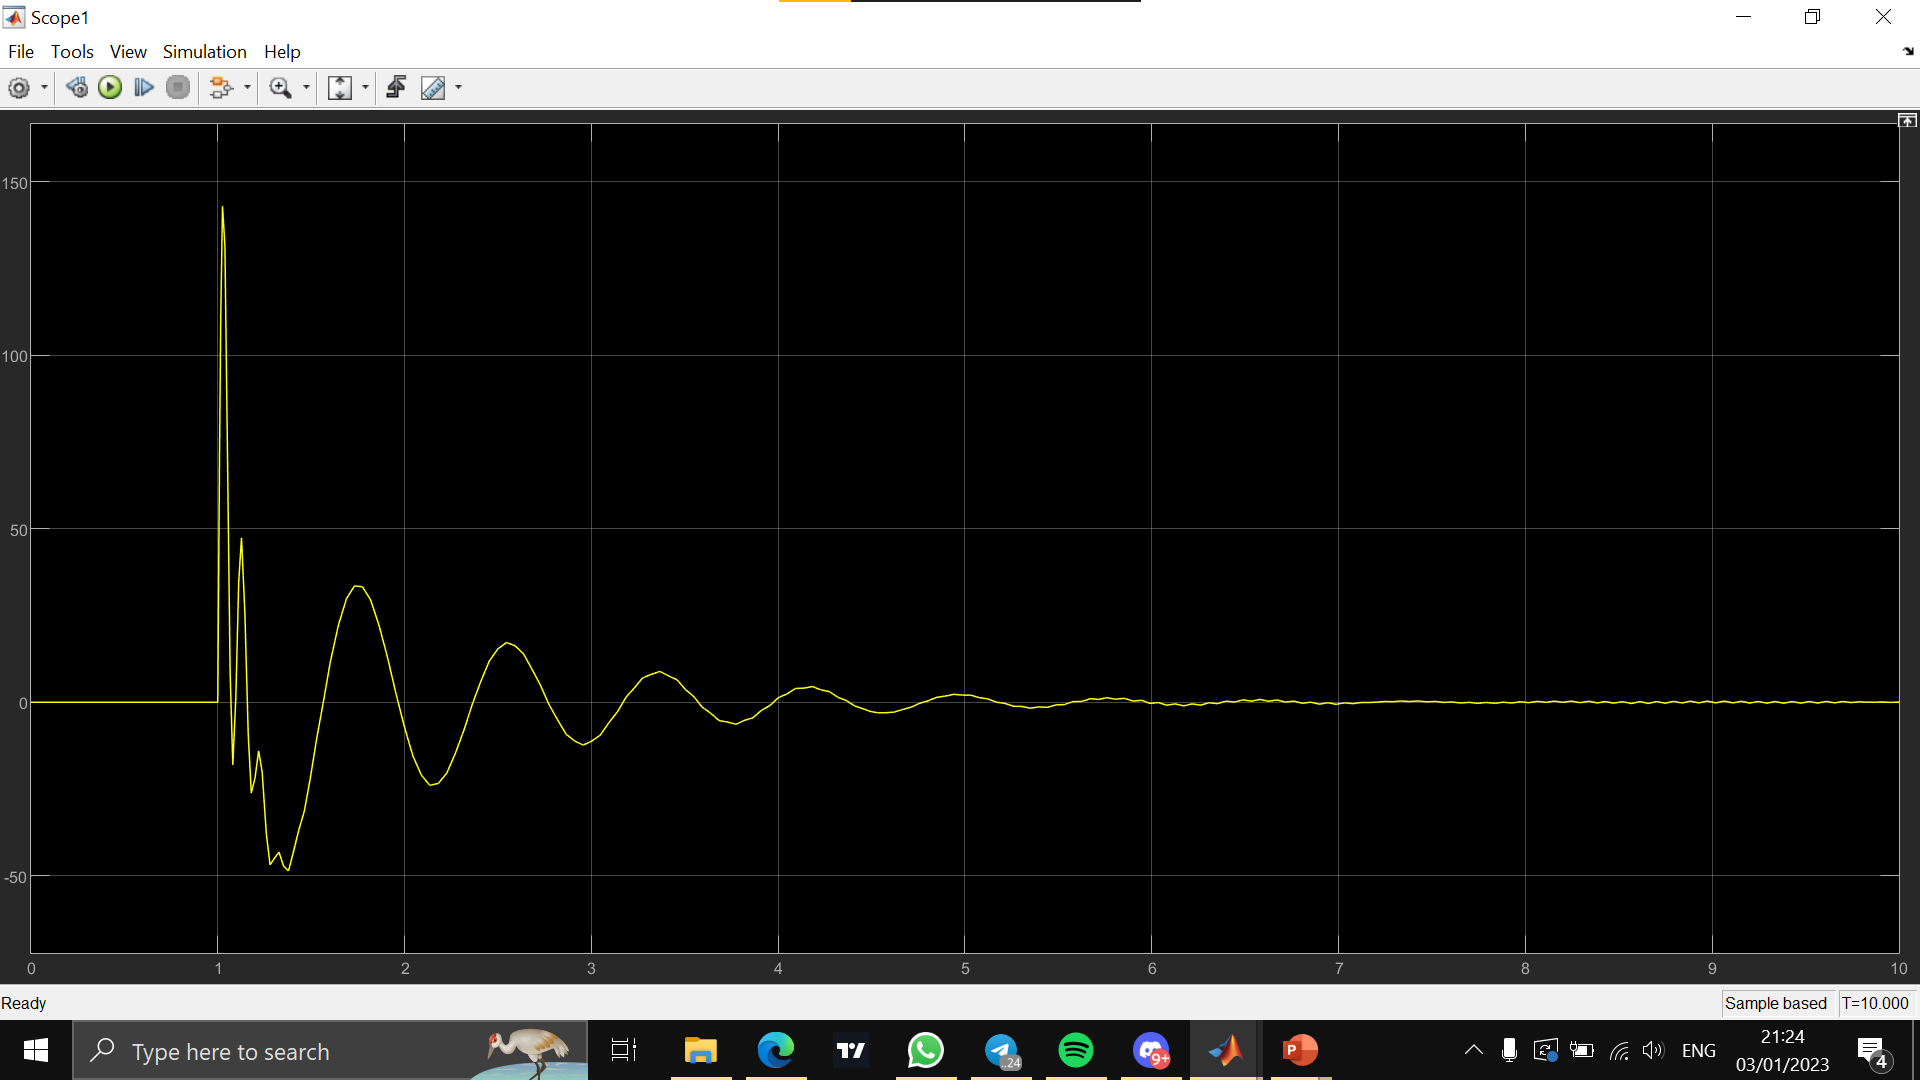 Scope1
File Tools View Simulation Help
150
100
50
0
-50
0 1 2 3 4 5 6 7 8 9 10
Ready
Sample based T=10.000
Type here to search
..24
9+
P
ENG
21:24
03/01/2023
4